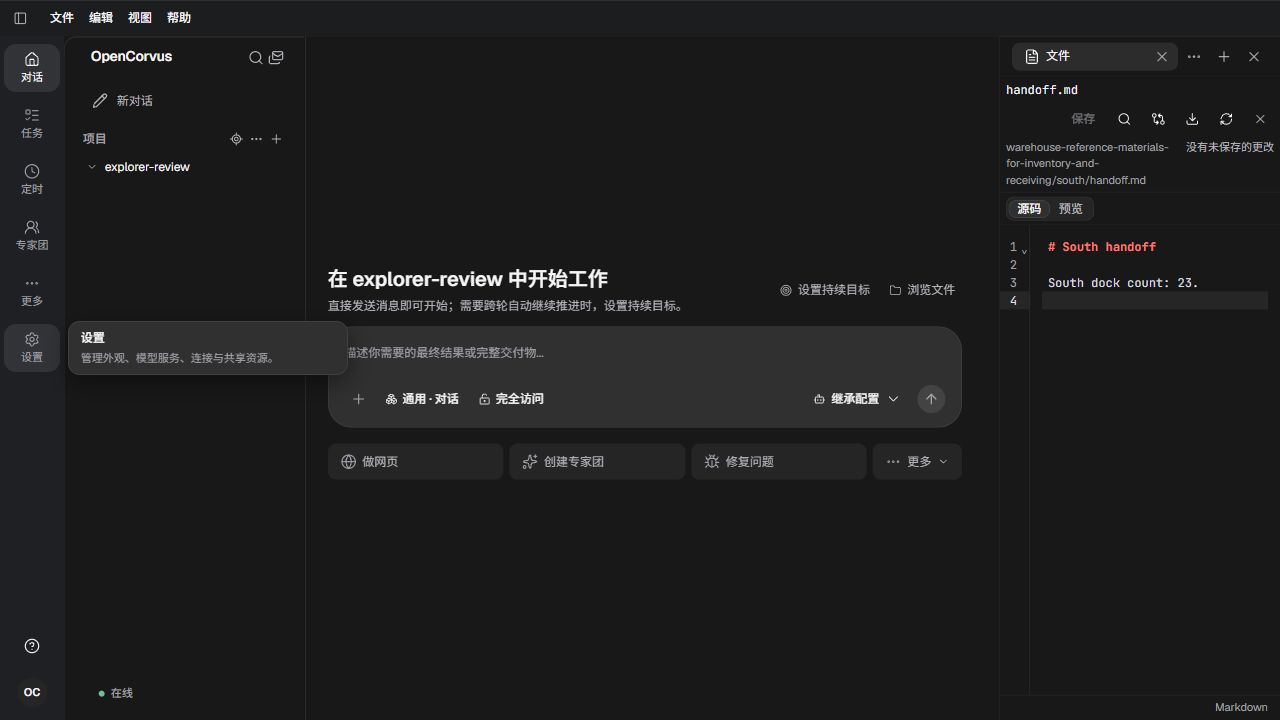 文件 编辑 视图 帮助
对话
任务
定时
专家团
更多
设置
OC
OpenCorvus
新对话
项目
explorer-review
在线
设置
管理外观、模型服务、连接与共享资源。
在 explorer-review 中开始工作
直接发送消息即可开始；需要跨轮自动继续推进时，设置持续目标。
设置持续目标 浏览文件
描述你需要的最终结果或完整交付物...
通用 · 对话 完全访问 继承配置
做网页 创建专家团 修复问题 更多
文件
handoff.md
保存
warehouse-reference-materials-
for-inventory-and-
receiving/south/handoff.md
没有未保存的更改
源码 预览
1 # South handoff
2
3 South dock count: 23.
4
Markdown